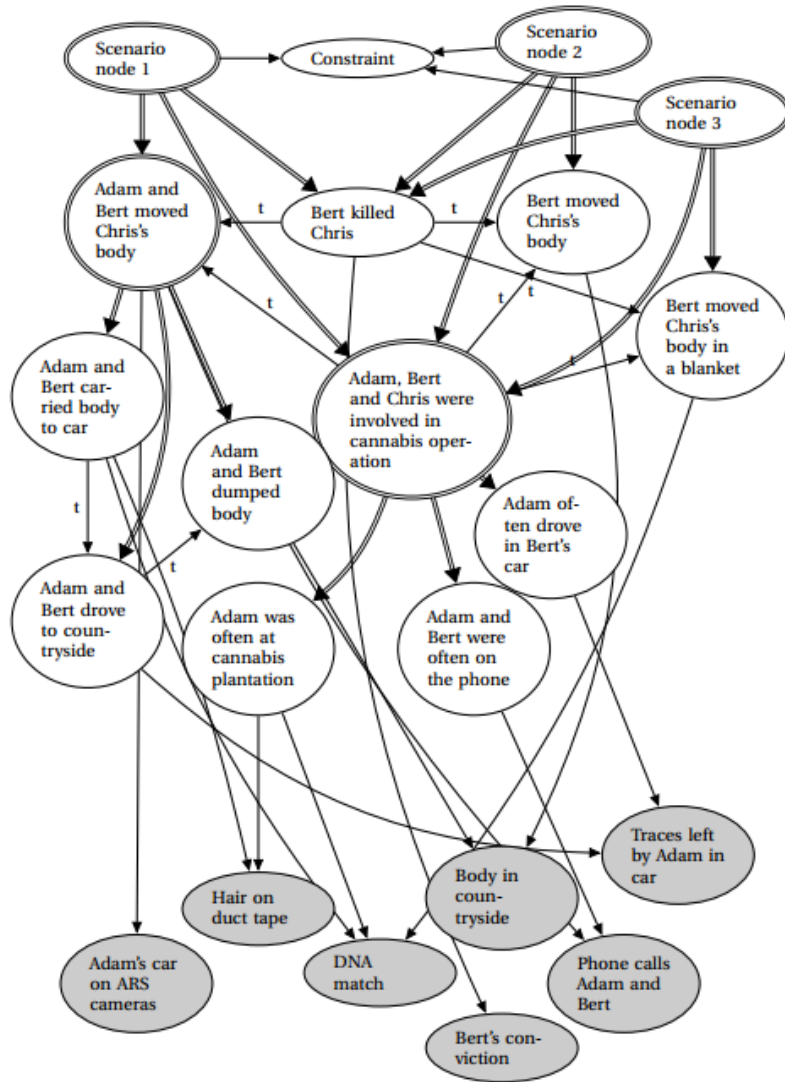 Scenario
node 1
Constraint
Scenario
node 2
Scenario
node 3
Adam and
Bert moved
Chris's
body
t
Bert killed
Chris
t
Bert moved
Chris's
body
t
t
t
Bert moved
Chris's
body in
a blanket
t
Adam and
Bert car-
ried body
to car
Adam, Bert
and Chris were
involved in
cannabis oper-
ation
Adam
and Bert
dumped
body
t
Adam of-
ten drove
in Bert's
car
t
Adam and
Bert drove
to coun-
tryside
Adam was
often at
cannabis
plantation
Adam and
Bert were
often on
the phone
Traces left
by Adam in
car
Hair on
duct tape
Body in
coun-
tryside
Adam's car
on ARS
cameras
DNA
match
Phone calls
Adam and
Bert
Bert's con-
viction